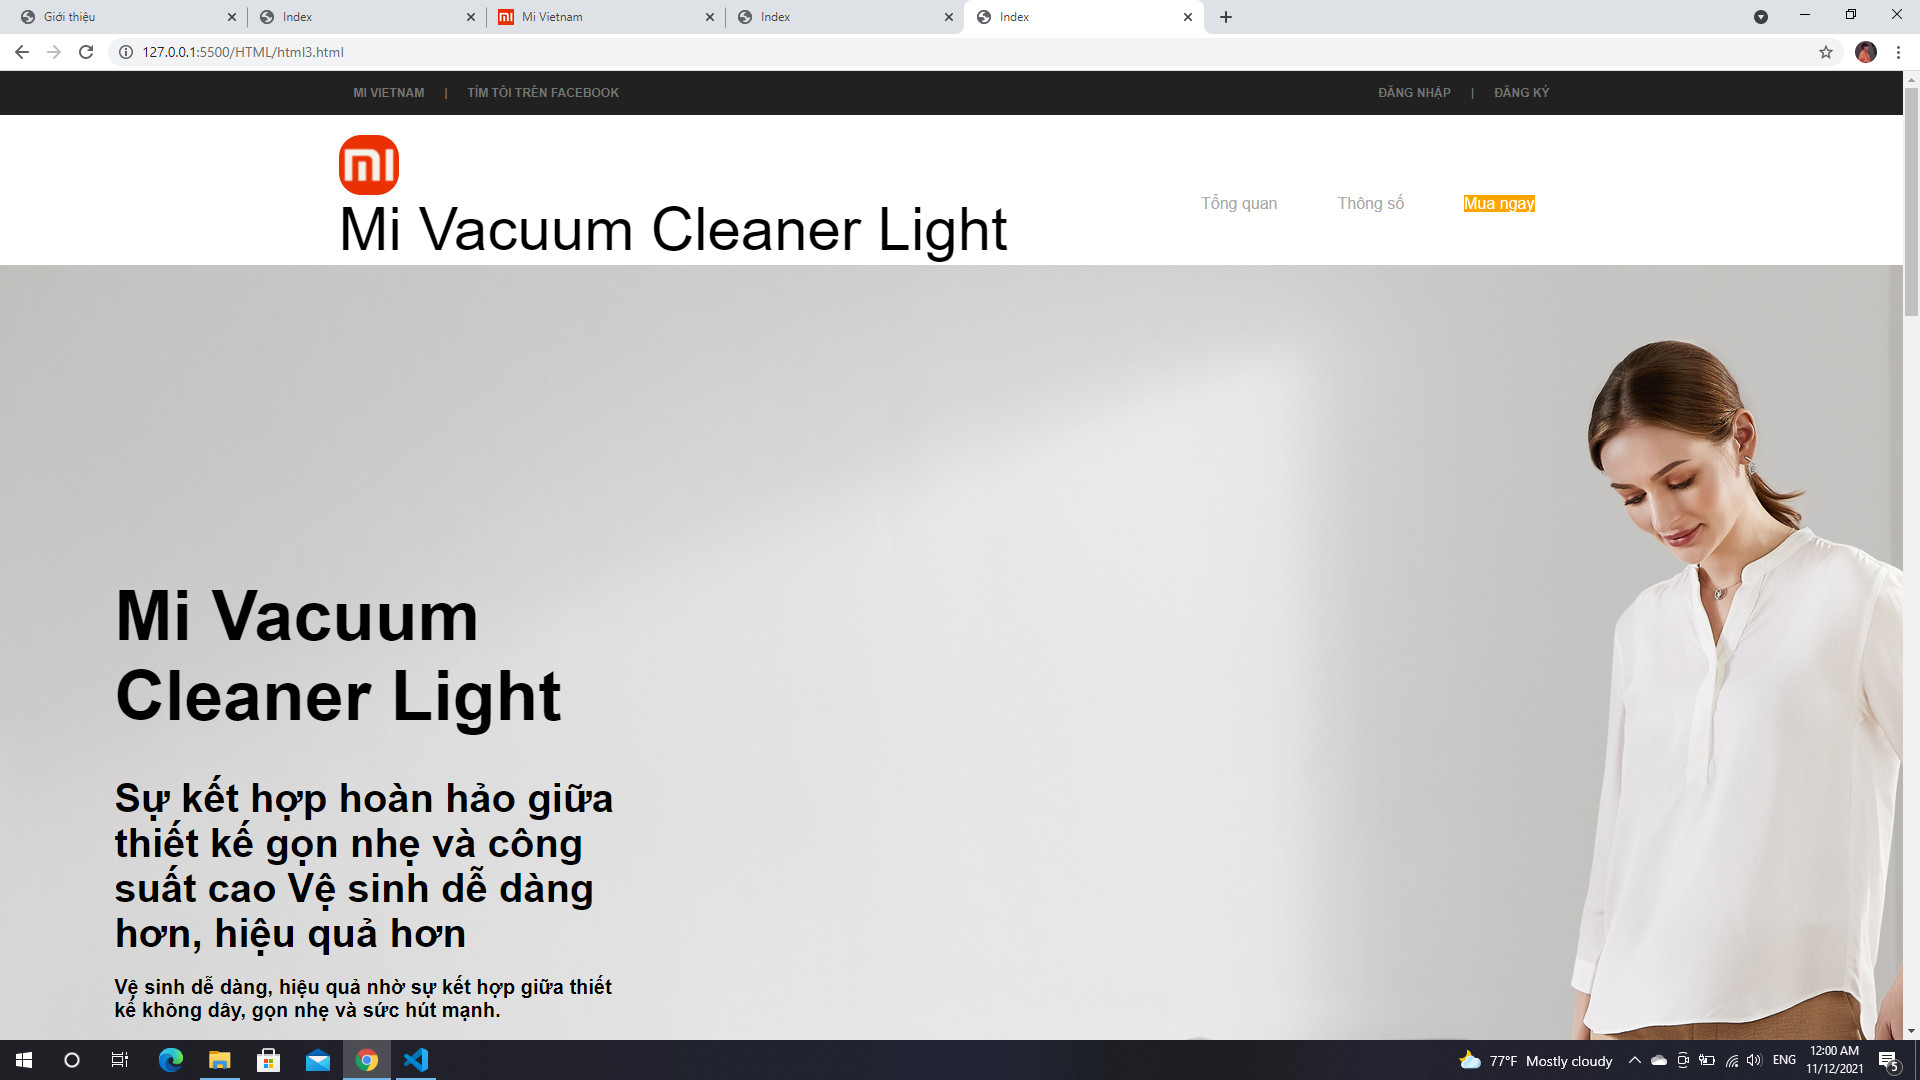 Giới thiệu
Index
Mi Vietnam
Index
Index
127.0.0.1:5500/HTML/html3.html
MI VIETNAM | TÌM TÔI TRÊN FACEBOOK
ĐĂNG NHẬP | ĐĂNG KÝ
mi
Mi Vacuum Cleaner Light
Tổng quan
Thông số
Mua ngay
Mi Vacuum
Cleaner Light
Sự kết hợp hoàn hảo giữa
thiết kế gọn nhẹ và công
suất cao Vệ sinh dễ dàng
hơn, hiệu quả hơn
Vệ sinh dễ dàng, hiệu quả nhờ sự kết hợp giữa thiết
kế không dây, gọn nhẹ và sức hút mạnh.
77°F Mostly cloudy
ENG
12:00 AM
11/12/2021
5